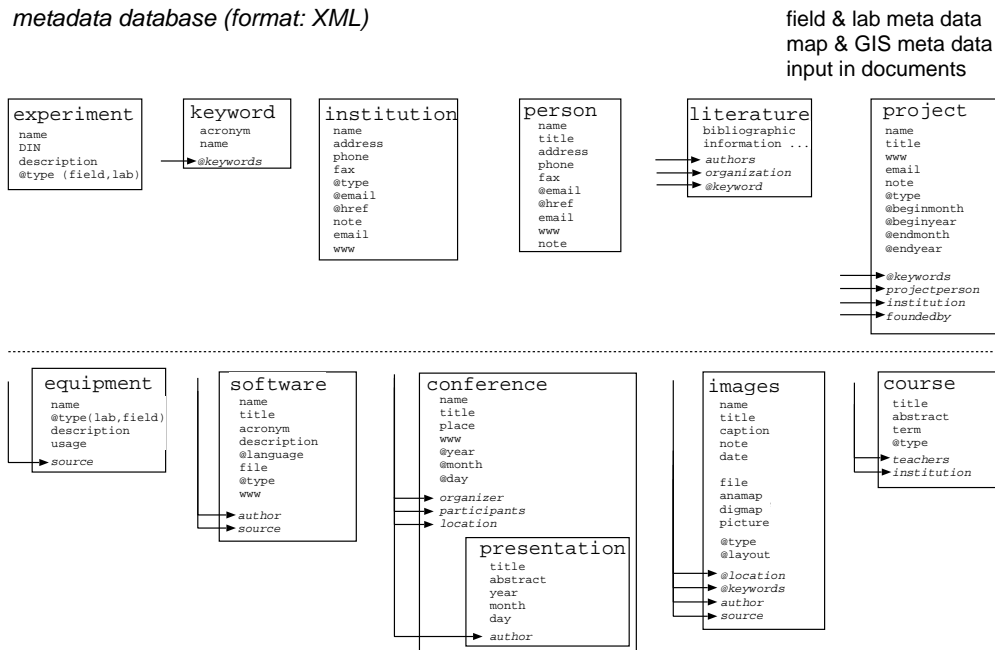 metadata database (format: XML)
field & lab meta data
map & GIS meta data
input in documents
experiment
name
DIN
description
@type (field,lab)
keyword
acronym
name
@keywords
institution
name
address
phone
fax
@type
@email
@href
note
email
www
person
name
title
address
phone
fax
@email
@href
email
www
note
literature
bibliographic
information ...
authors
organization
@keyword
project
name
title
www
email
note
@type
@beginmonth
@beginyear
@endmonth
@endyear
@keywords
projectperson
institution
foundedby
equipment
name
@type(lab,field)
description
usage
source
software
name
title
acronym
description
@language
file
@type
www
author
source
conference
name
title
place
www
@year
@month
@day
organizer
participants
location
presentation
title
abstract
year
month
day
author
images
name
title
caption
note
date
file
anamap
digmap
picture
@type
@layout
@location
@keywords
author
source
course
title
abstract
term
@type
teachers
institution